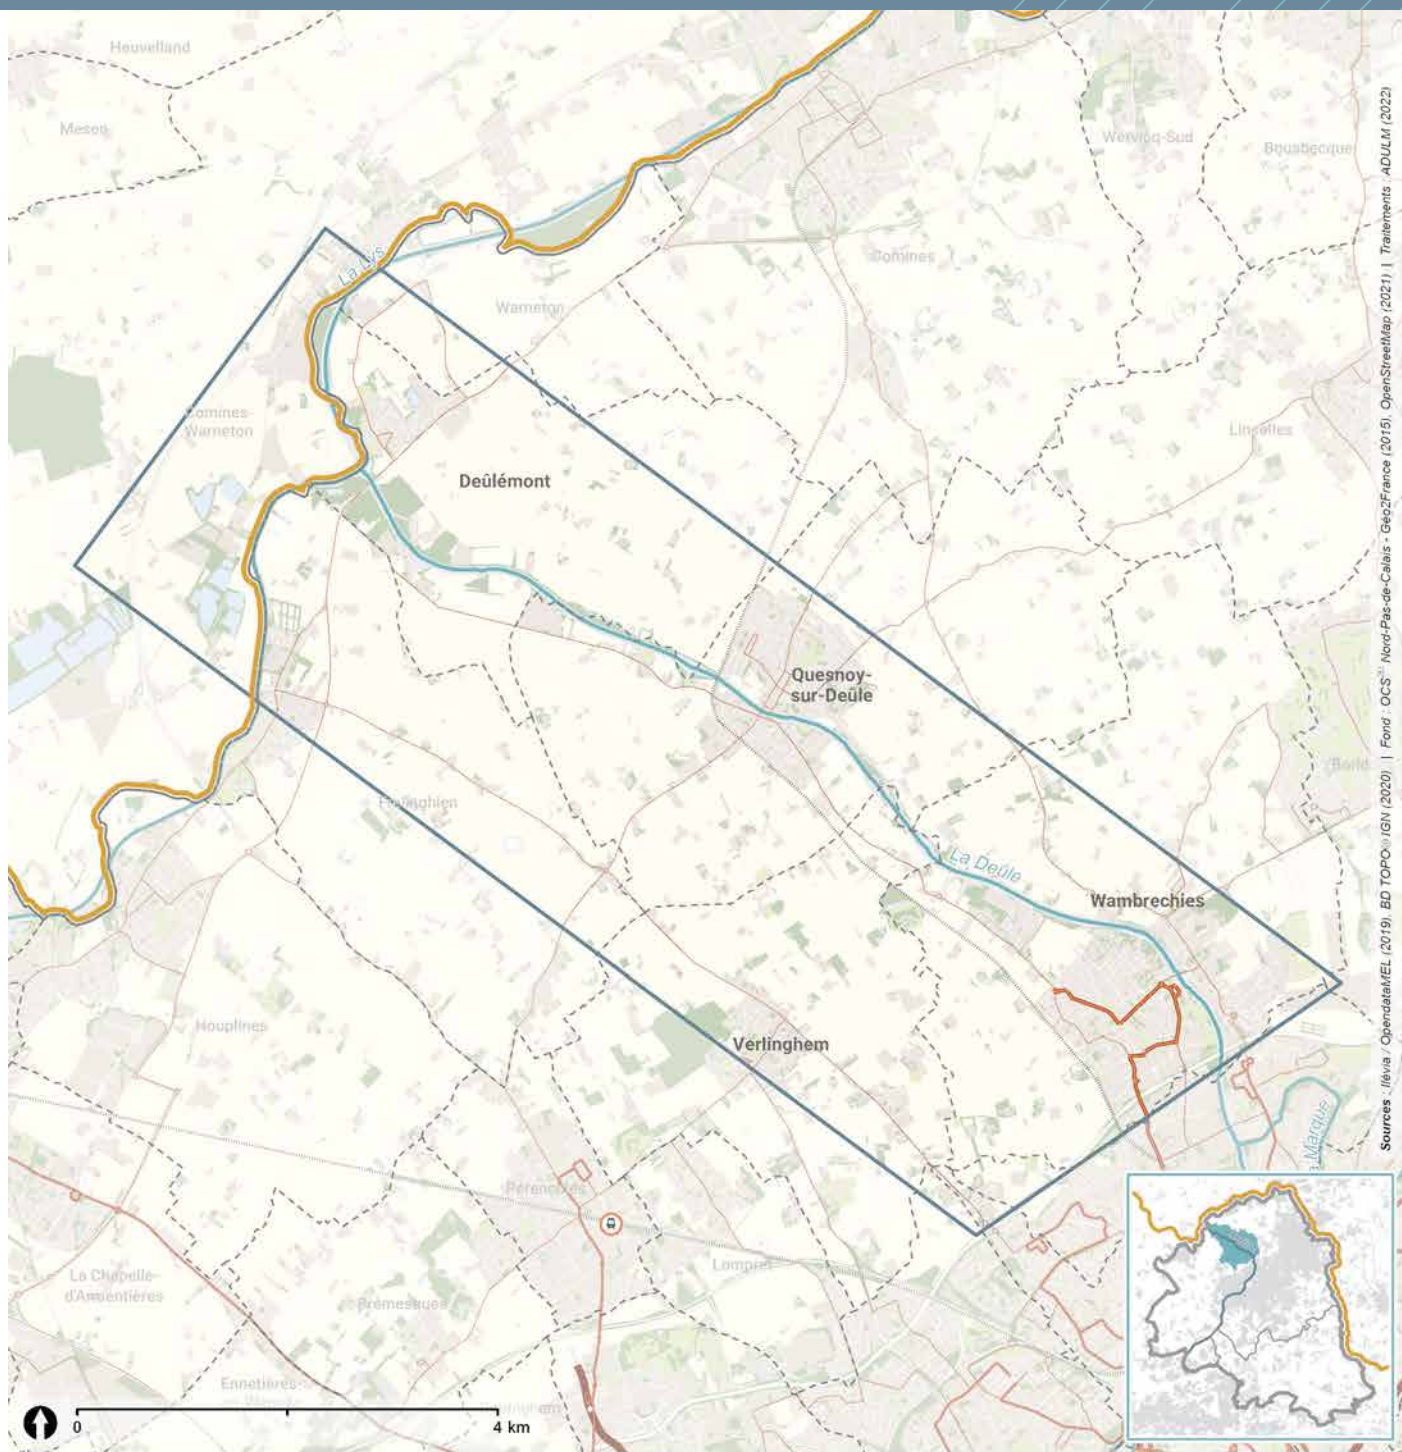 Heuvelland
Mesen
Wervicq-Sud
Bousbecque
La Lys
Comines
Warneton
Comines-
Warneton
Linselles
Deûlémont
Quesnoy-
sur-Deûle
Frelinghien
La Deûle
Wambrechies
Houplines
Verlinghem
La Chapelle-
d'Armentières
Pérenchies
Lompret
Prémesques
Ennetières-
0
4 km
Sources : Ilévia / OpendataMEL (2019), BD TOPO® IGN (2020) | Fond : OCS²ᴰ Nord-Pas-de-Calais - Géo2France (2015), OpenStreetMap (2021) | Traitements : ADULM (2022)